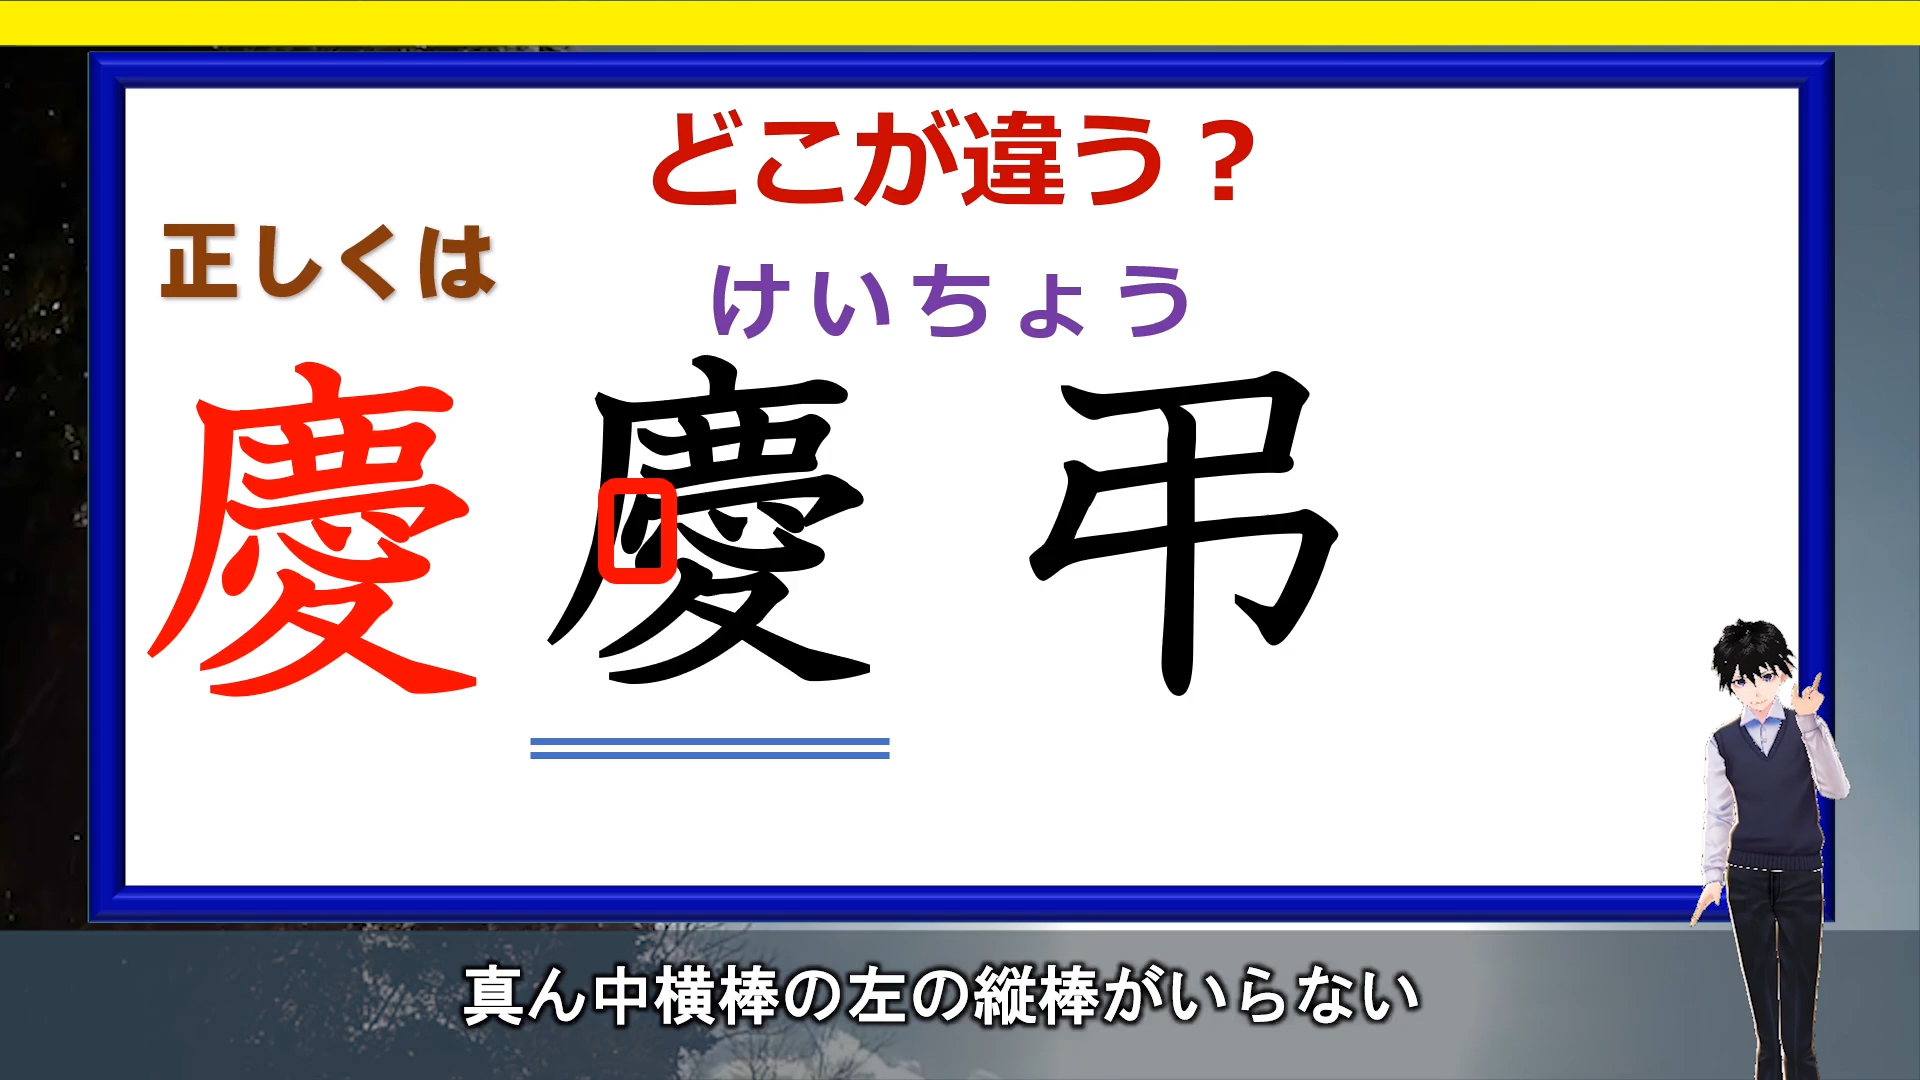 どこが違う？
正しくは
けいちょう
慶 慶弔
真ん中横棒の左の縦棒がいらない